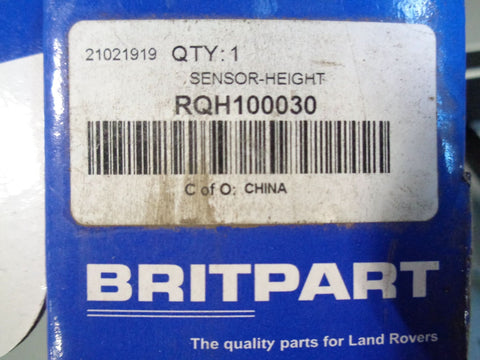 21021919 QTY: 1
SENSOR-HEIGHT
RQH100030
C of O: CHINA
BRITPART
The quality parts for Land Rovers